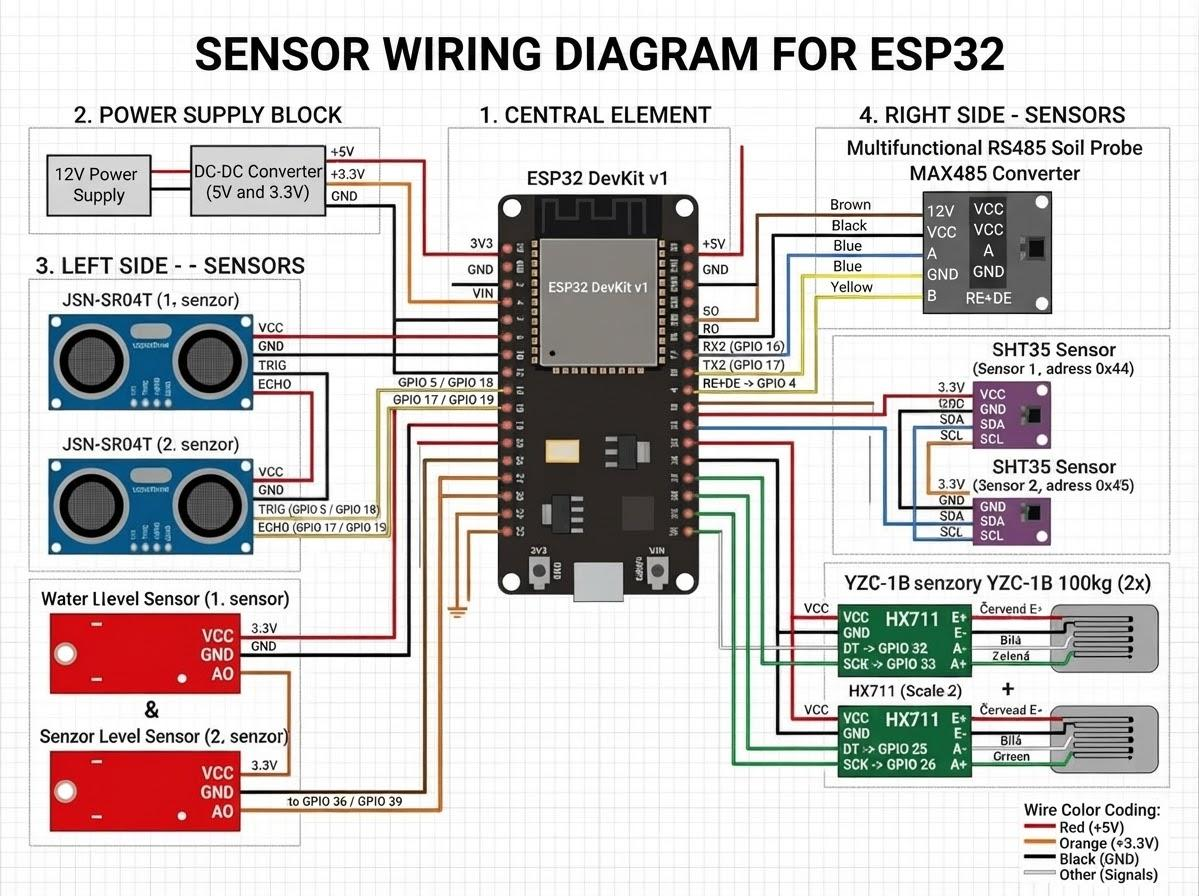 SENSOR WIRING DIAGRAM FOR ESP32
2. POWER SUPPLY BLOCK
12V Power
Supply
DC-DC Converter
(5V and 3.3V)
+5V
+3.3V
GND
1. CENTRAL ELEMENT
ESP32 DevKit v1
ESP32 DevKit v1
3V3
GND
VIN
GPIO 5 / GPIO 18
GPIO 17 / GPIO 19
+5V
GND
SO
RO
RX2 (GPIO 16)
TX2 (GPIO 17)
RE+DE -> GPIO 4
2V3
VIN
3. LEFT SIDE - - SENSORS
JSN-SR04T (1, senzor)
VCC
GND
TRIG
ECHO
JSN-SR04T (2. senzor)
VCC
GND
TRIG (GPIO S / GPIO 18)
ECHO (GPIO 17 / GPIO 19
Water Llevel Sensor (1. sensor)
VCC
GND
AO
3.3V
GND
&
Senzor Level Sensor (2, senzor)
VCC
GND
AO
3.3V
to GPIO 36 / GPIO 39
4. RIGHT SIDE - SENSORS
Multifunctional RS485 Soil Probe
MAX485 Converter
Brown
Black
Blue
Blue
Yellow
12V
VCC
A
GND
B
VCC
VCC
A
GND
RE+DE
SHT35 Sensor
(Sensor 1, adress 0x44)
3.3V
SDA
SCL
VCC
GND
SDA
SCL
SHT35 Sensor
(Sensor 2, adress 0x45)
3.3V
GND
SDA
SCL
GND
SDA
SCL
YZC-1B senzory YZC-1B 100kg (2x)
VCC
VCC HX711 E+
GND E-
DT -> GPIO 32 A-
SCK -> GPIO 33 A+
Červend E›
Bilá
Zelená
HX711 (Scale 2)
+
VCC
VCC HX711 E+
GND E-
DT -> GPIO 25 A-
SCK -> GPIO 26 A+
Červead E-
Bílá
Grreen
Wire Color Coding:
Red (+5V)
Orange (+3.3V)
Black (GND)
Other (Signals)